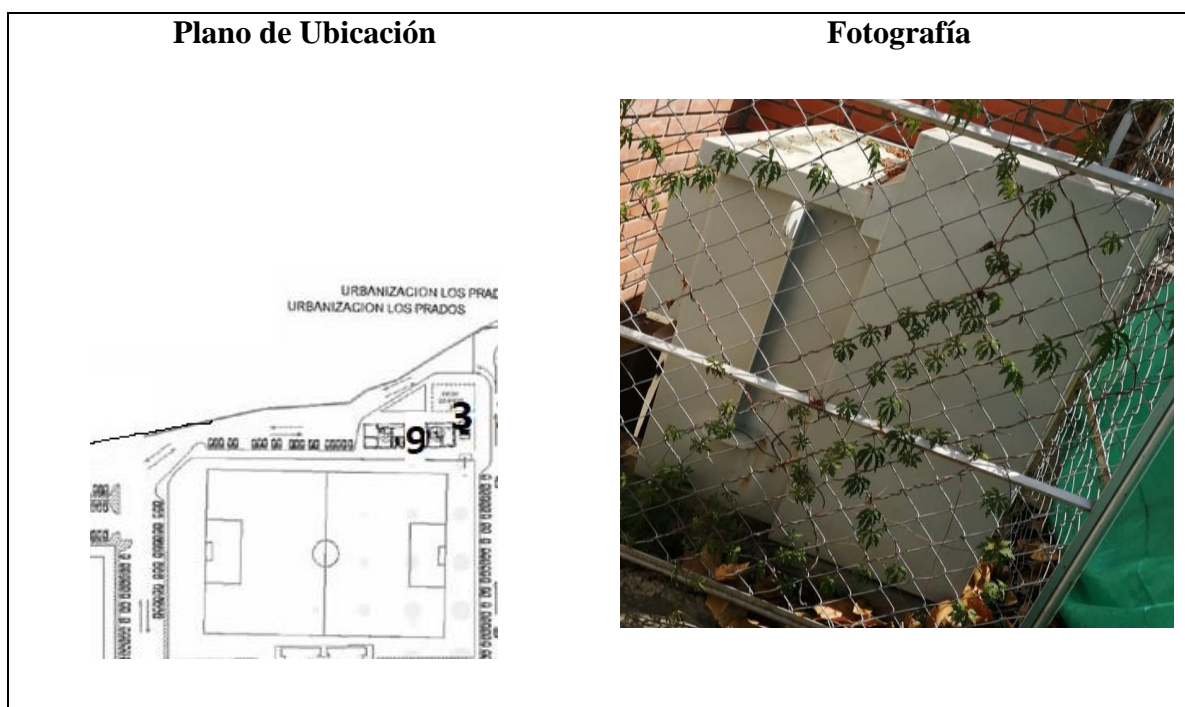 Plano de Ubicación
Fotografía
URBANIZACION LOS PRAD
URBANIZACION LOS PRADOS
3
9